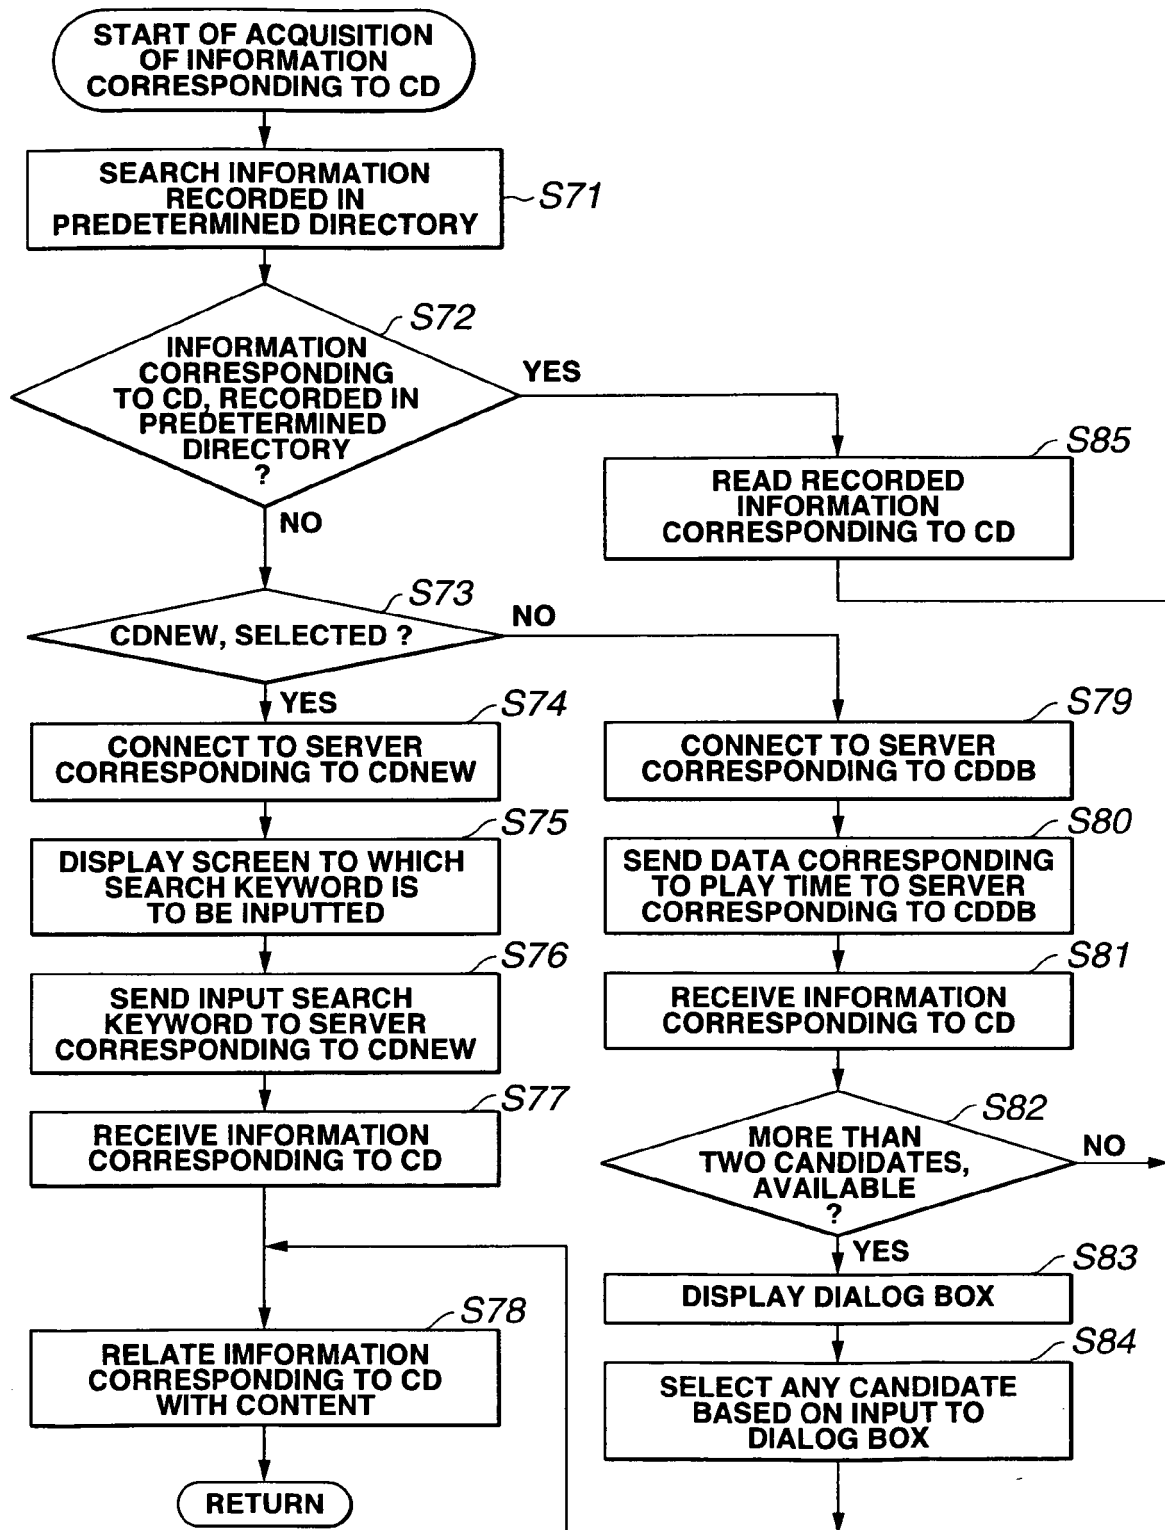 START OF ACQUISITION
OF INFORMATION
CORRESPONDING TO CD
SEARCH INFORMATION
RECORDED IN
PREDETERMINED DIRECTORY
S71
S72
INFORMATION
CORRESPONDING
TO CD, RECORDED IN
PREDETERMINED
DIRECTORY
?
YES
NO
S85
READ RECORDED
INFORMATION
CORRESPONDING TO CD
S73
CDNEW, SELECTED ?
NO
YES
S74
CONNECT TO SERVER
CORRESPONDING TO CDNEW
S75
DISPLAY SCREEN TO WHICH
SEARCH KEYWORD IS
TO BE INPUTTED
S76
SEND INPUT SEARCH
KEYWORD TO SERVER
CORRESPONDING TO CDNEW
S77
RECEIVE INFORMATION
CORRESPONDING TO CD
S78
RELATE IMFORMATION
CORRESPONDING TO CD
WITH CONTENT
RETURN
S79
CONNECT TO SERVER
CORRESPONDING TO CDDB
S80
SEND DATA CORRESPONDING
TO PLAY TIME TO SERVER
CORRESPONDING TO CDDB
S81
RECEIVE INFORMATION
CORRESPONDING TO CD
S82
MORE THAN
TWO CANDIDATES,
AVAILABLE
?
NO
YES
S83
DISPLAY DIALOG BOX
S84
SELECT ANY CANDIDATE
BASED ON INPUT TO
DIALOG BOX